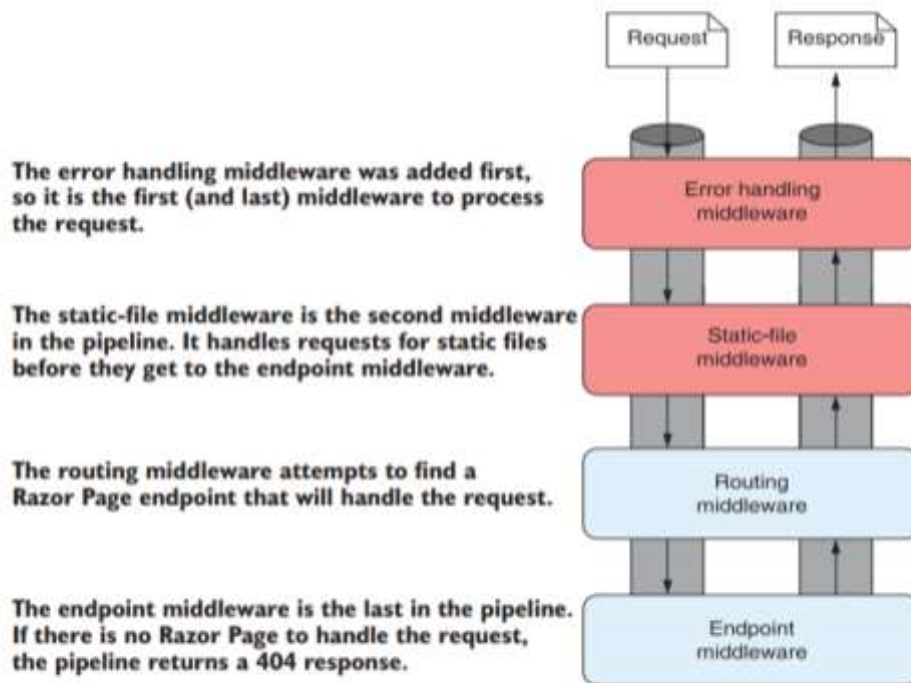 Request
Response
The error handling middleware was added first,
so it is the first (and last) middleware to process
the request.
Error handling
middleware
The static-file middleware is the second middleware
in the pipeline. It handles requests for static files
before they get to the endpoint middleware.
Static-file
middleware
The routing middleware attempts to find a
Razor Page endpoint that will handle the request.
Routing
middleware
The endpoint middleware is the last in the pipeline.
If there is no Razor Page to handle the request,
the pipeline returns a 404 response.
Endpoint
middleware